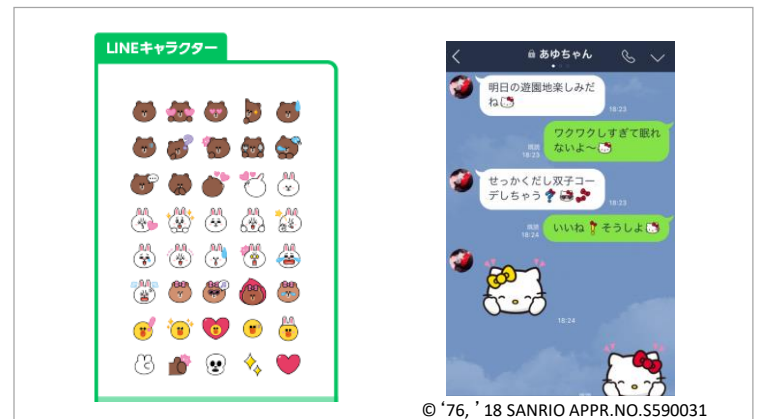 LINEキャラクター
あゆちゃん
明日の遊園地楽しみだ
ね
18:23
ワクワクしすぎて眠れ
ないよ～
既読
18:23
せっかくだし双子コー
デしちゃう
18:23
いいね そうしよ
既読
18:24
18:24
© ‘76, ’18 SANRIO APPR.NO.S590031